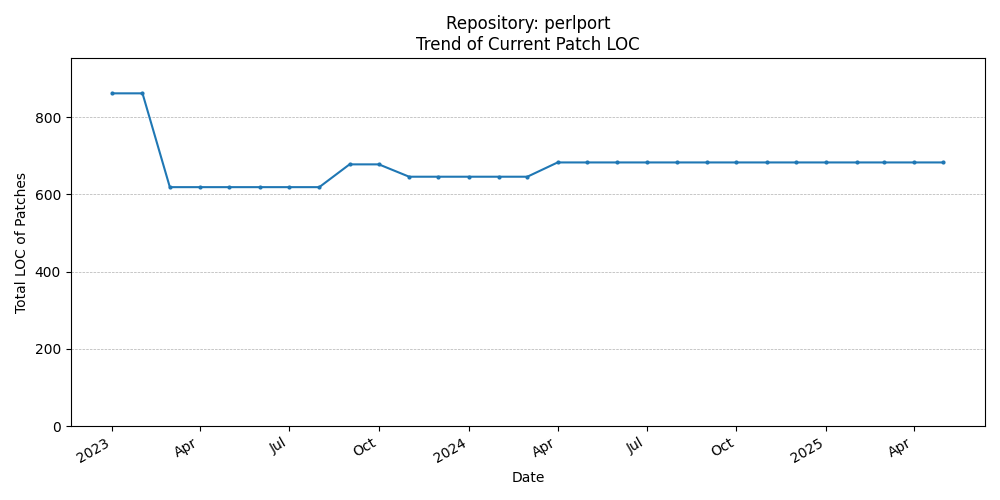 Repository: perlport
Trend of Current Patch LOC
Total LOC of Patches
800
600
400
200
0
2023
Apr
Jul
Oct
2024
Apr
Jul
Oct
2025
Apr
Date